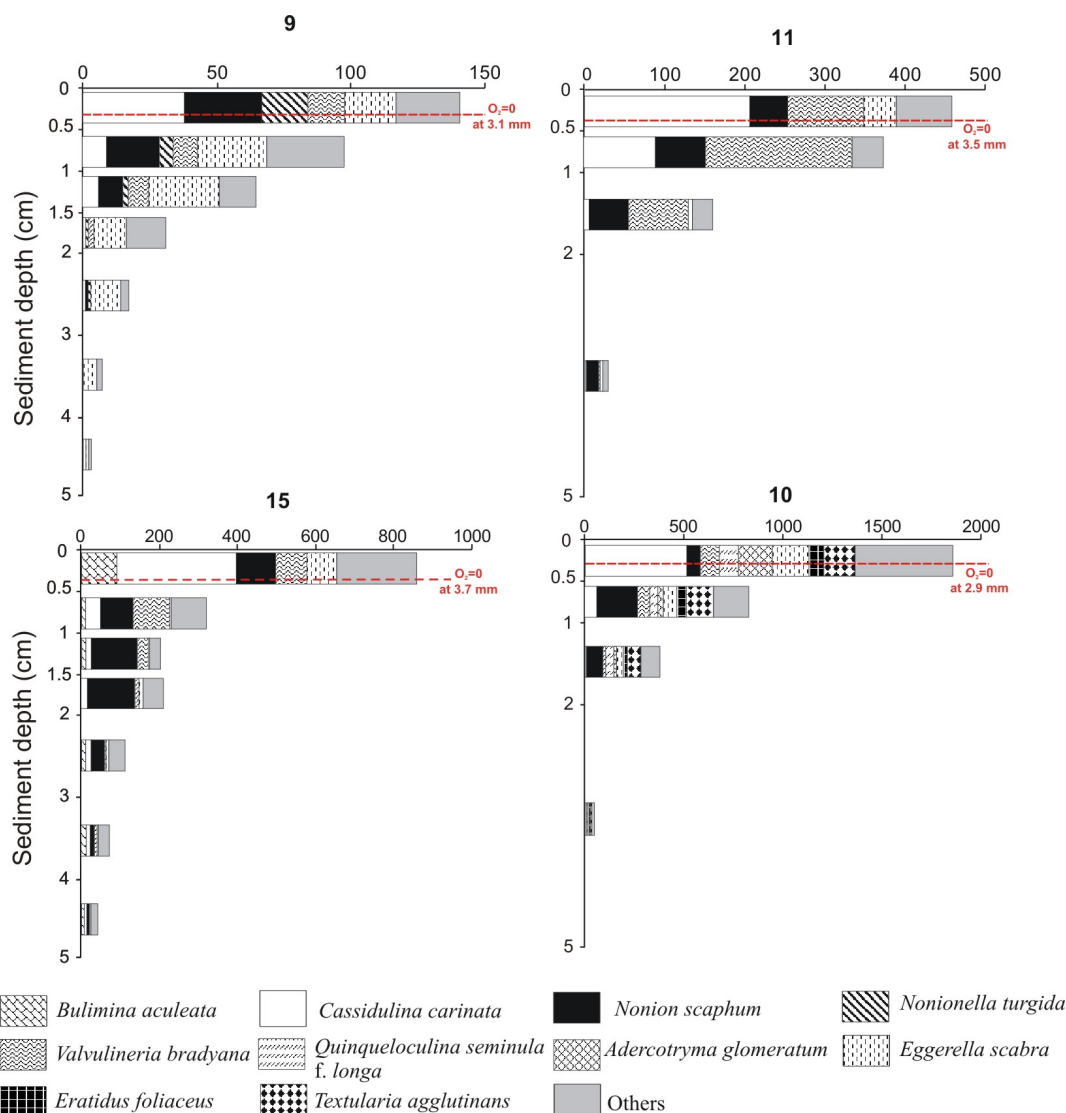 9
0 50 100 150
0
0.5
1
1.5
2
3
4
5
Sediment depth (cm)
O₂=0
at 3.1 mm
11
0 100 200 300 400 500
0
0.5
1
2
5
O₂=0
at 3.5 mm
15
0 200 400 600 800 1000
0
0.5
1
1.5
2
3
4
5
Sediment depth (cm)
O₂=0
at 3.7 mm
10
0 500 1000 1500 2000
0
0.5
1
2
5
O₂=0
at 2.9 mm
Bulimina aculeata
Cassidulina carinata
Nonion scaphum
Nonionella turgida
Valvulineria bradyana
Quinqueloculina seminula
f. longa
Adercotryma glomeratum
Eggerella scabra
Eratidus foliaceus
Textularia agglutinans
Others